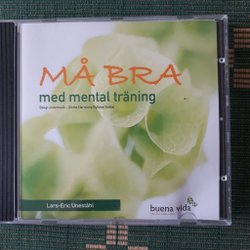 MÅ BRA
med mental träning
Lars-Eric Uneståhl
buena vida